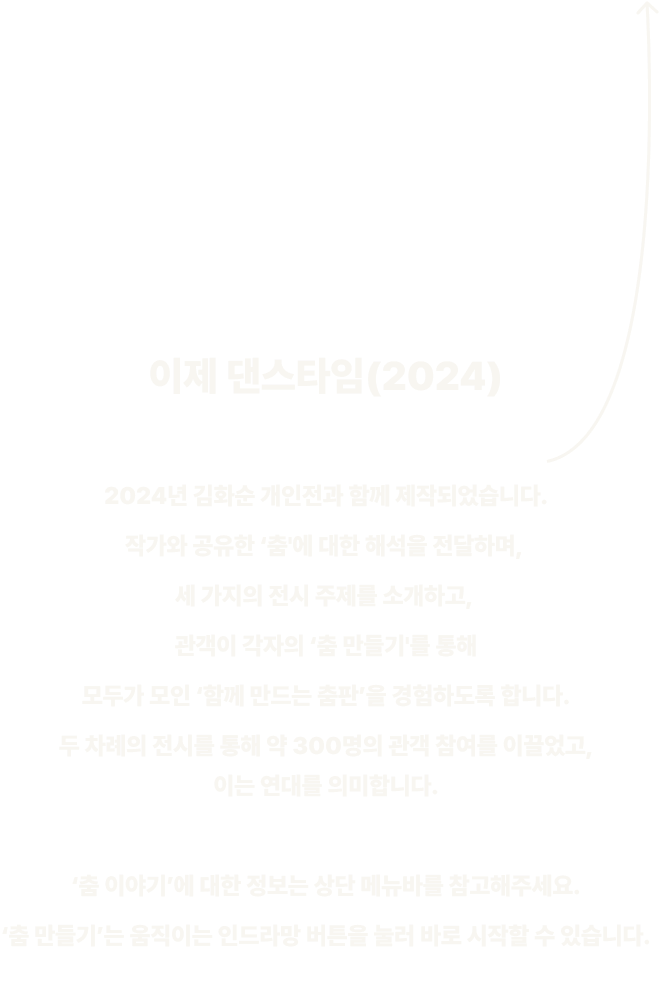 이제 댄스타임(2024)
2024년 김화순 개인전과 함께 제작되었습니다.
작가와 공유한 ‘춤'에 대한 해석을 전달하며,
세 가지의 전시 주제를 소개하고,
관객이 각자의 ‘춤 만들기'를 통해
모두가 모인 ‘함께 만드는 춤판’을 경험하도록 합니다.
두 차례의 전시를 통해 약 300명의 관객 참여를 이끌었고,
이는 연대를 의미합니다.
‘춤 이야기’에 대한 정보는 상단 메뉴바를 참고해주세요.
‘춤 만들기’는 움직이는 인드라망 버튼을 눌러 바로 시작할 수 있습니다.